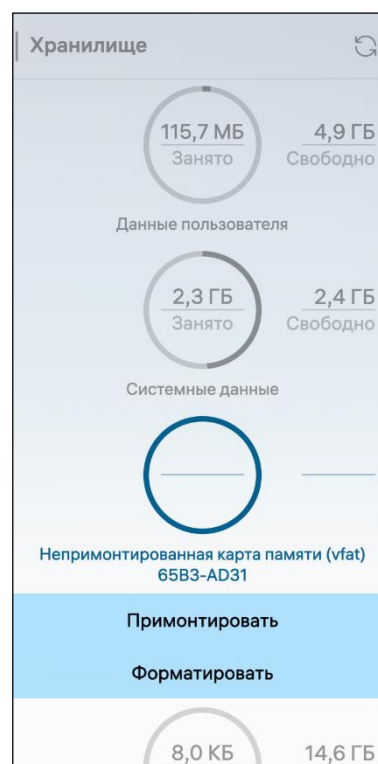 Хранилище
115,7 МБ 4,9 ГБ
Занято Свободно
Данные пользователя
2,3 ГБ 2,4 ГБ
Занято Свободно
Системные данные
Непримонтированная карта памяти (vfat)
65B3-AD31
Примонтировать
Форматировать
8,0 КБ 14,6 ГБ